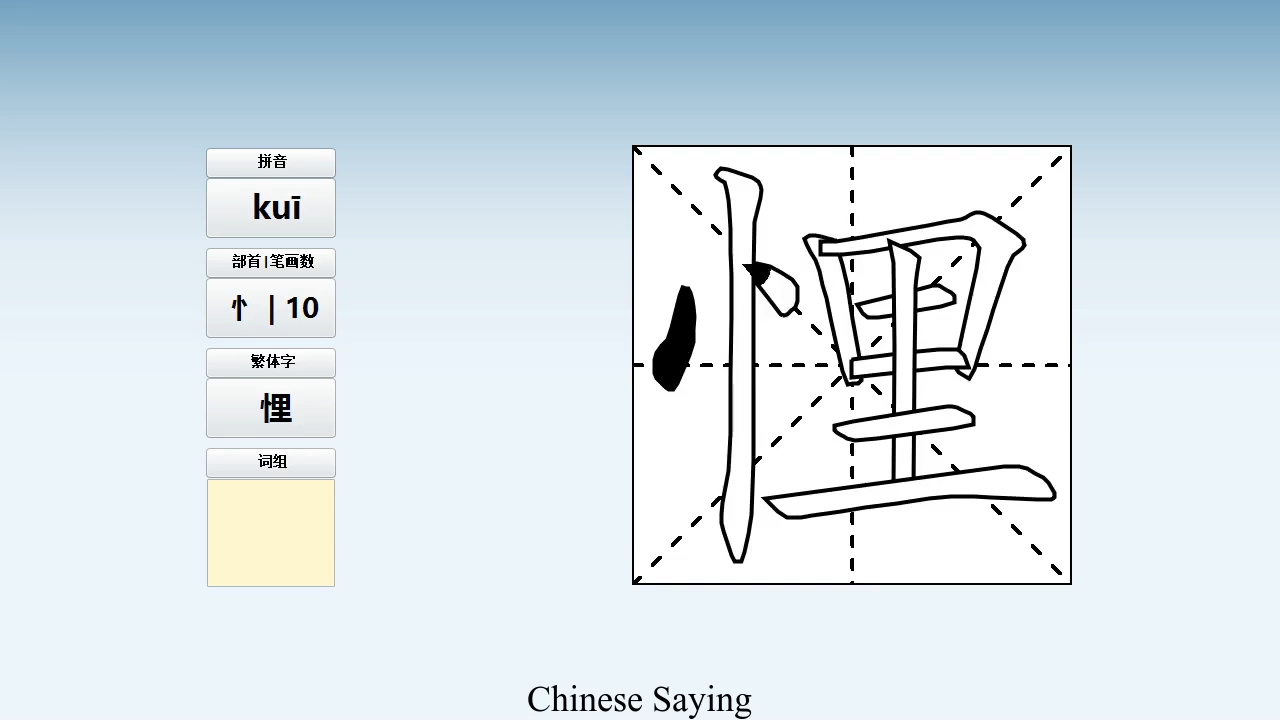 拼音
kuī
部首|笔画数
忄 | 10
繁体字
悝
词组
悝
Chinese Saying